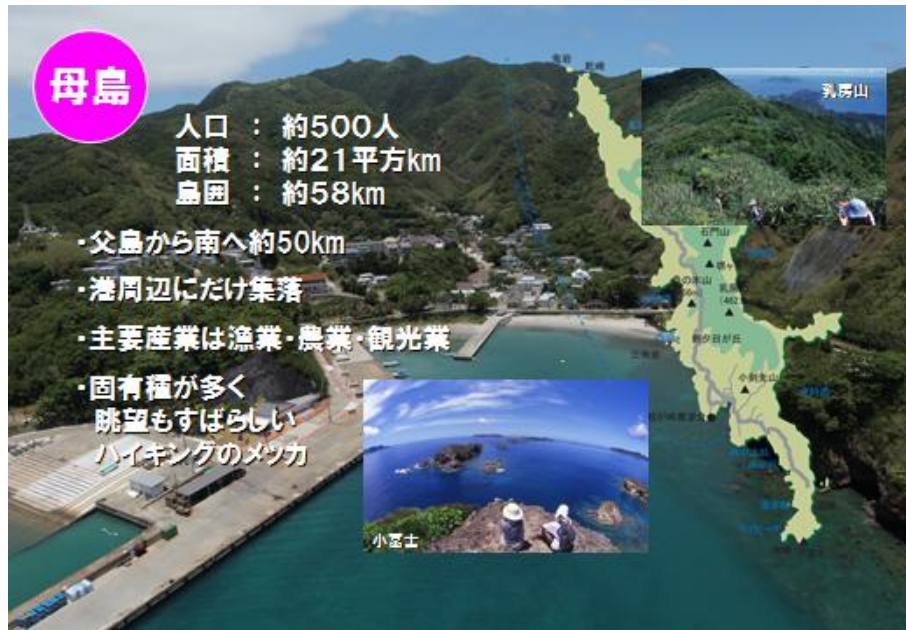 母島
人口 ： 約500人
面積 ： 約21平方km
島囲 ： 約58km
・父島から南へ約50km
・港周辺にだけ集落
・主要産業は漁業・農業・観光業
・固有種が多く
眺望もすばらしい
ハイキングのメッカ
乳房山
石門山
小剣先山
小富士